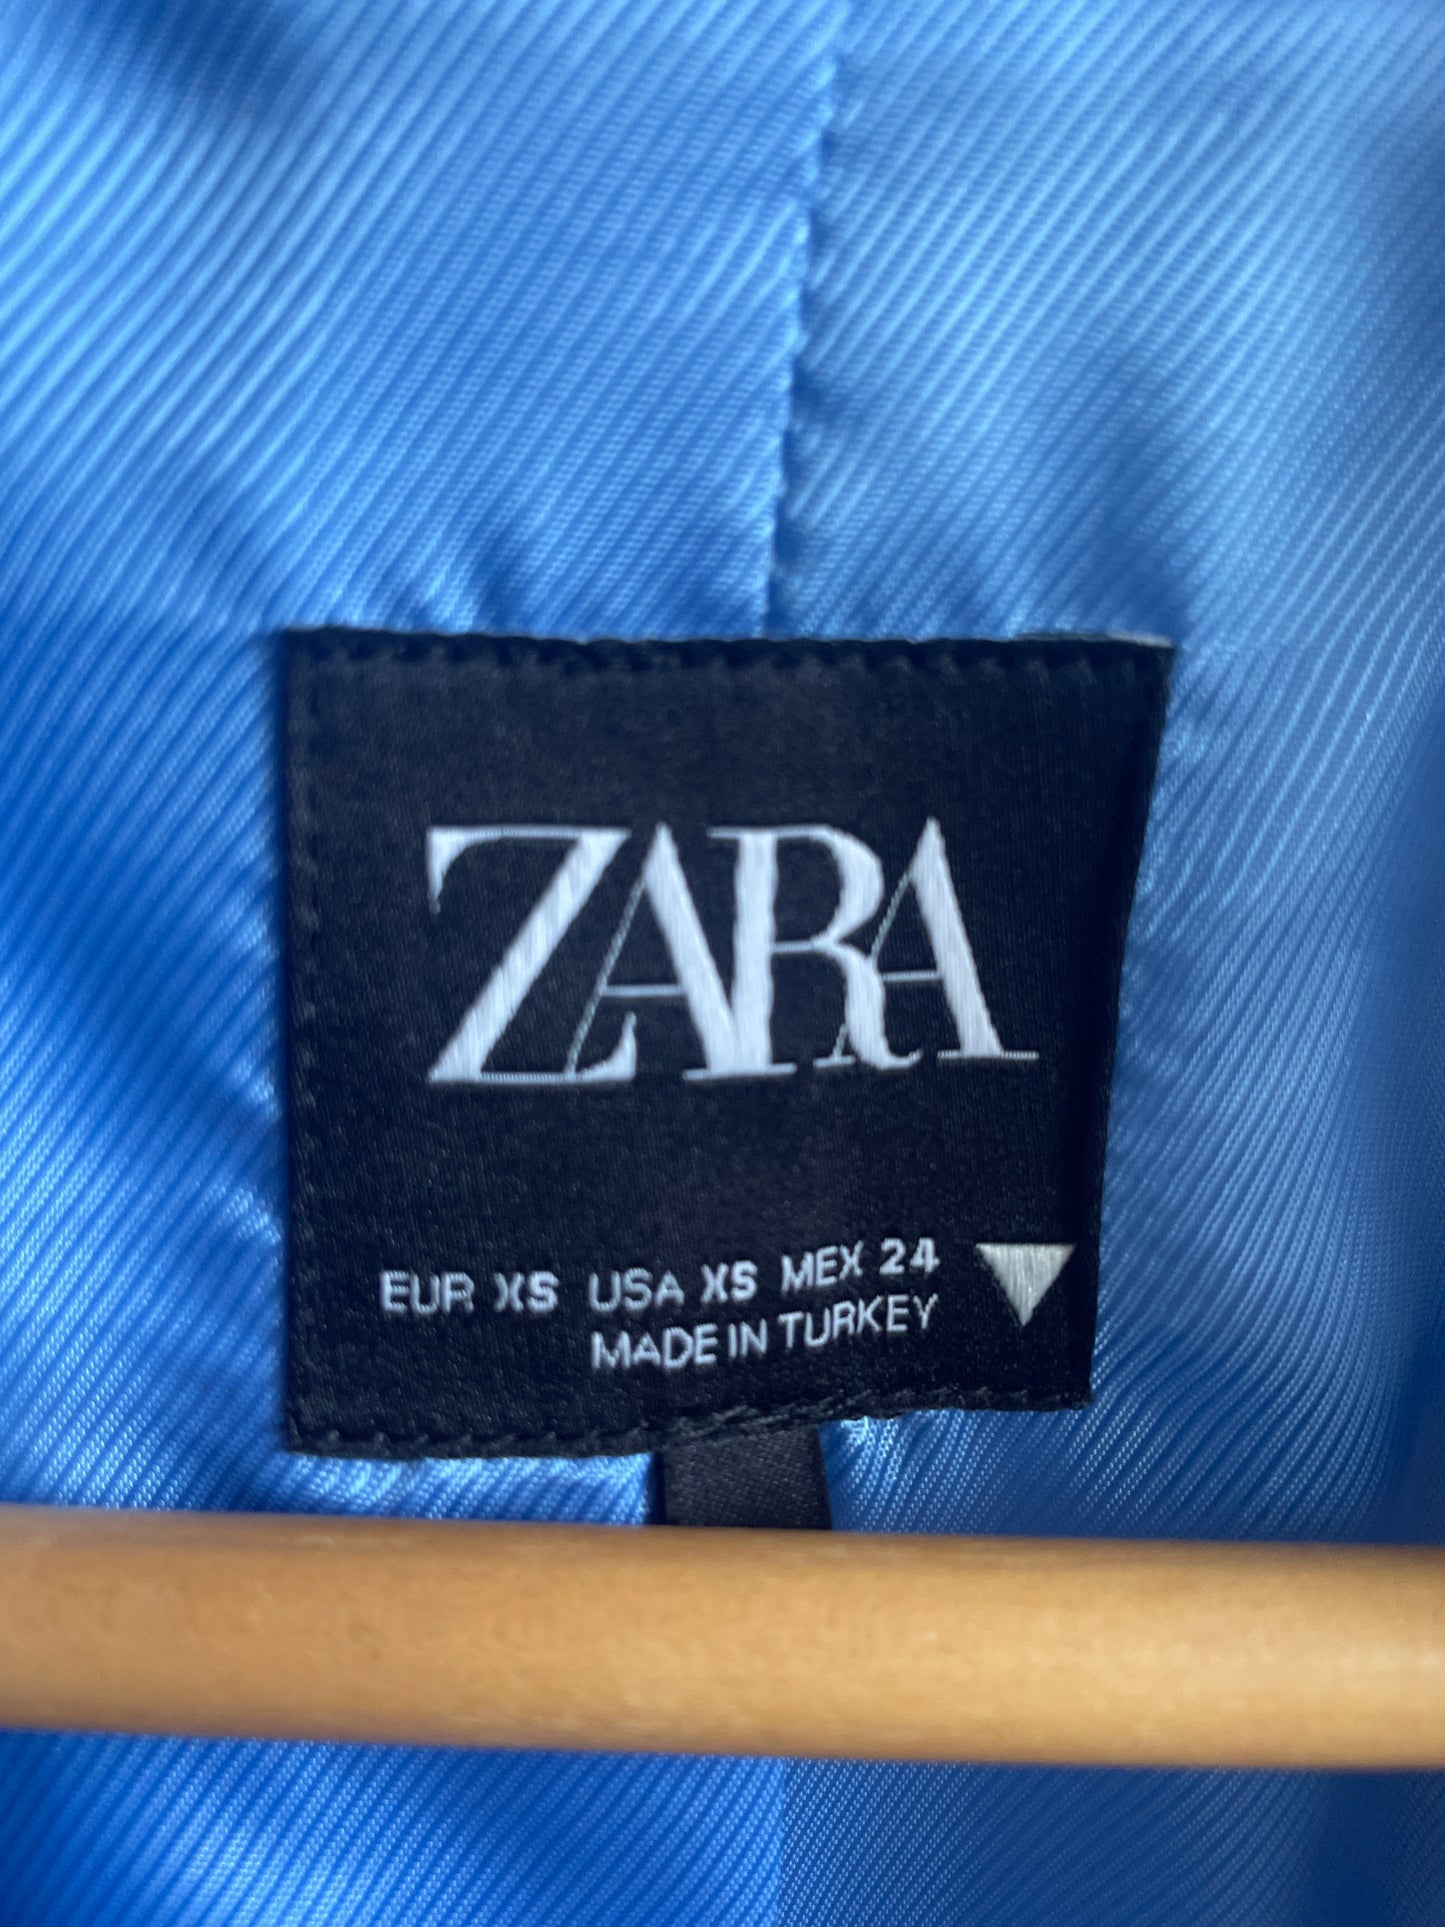 ZARA
EUR XS USA XS MEX 24
MADE IN TURKEY